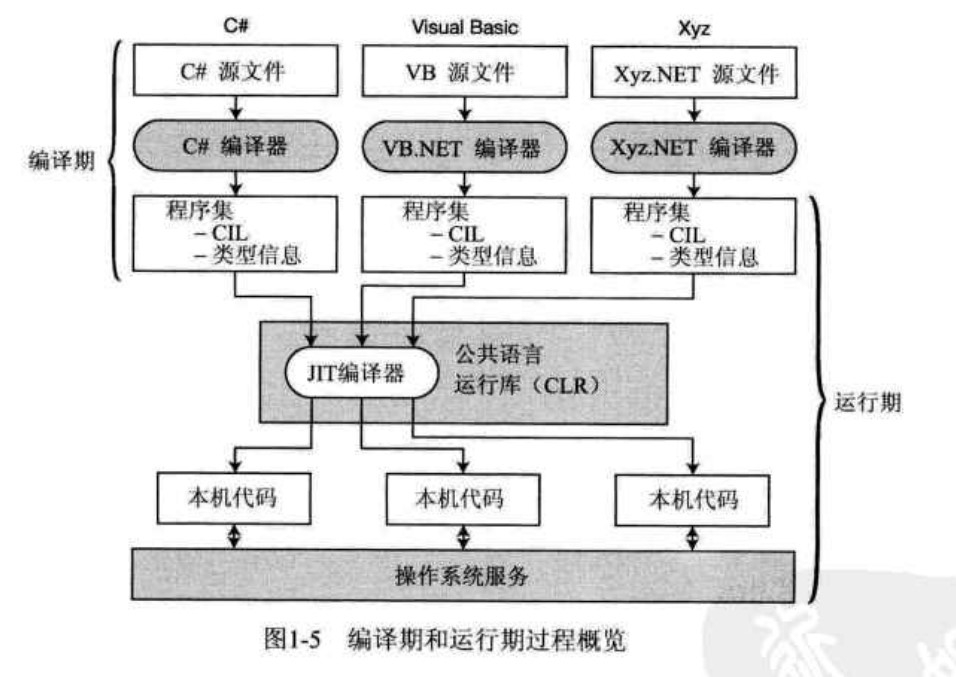 C# Visual Basic Xyz
C# 源文件 VB 源文件 Xyz.NET 源文件
编译期
C# 编译器 VB.NET 编译器 Xyz.NET 编译器
程序集 程序集 程序集
– CIL – CIL – CIL
– 类型信息 – 类型信息 – 类型信息
JIT编译器
公共语言
运行库（CLR）
运行期
本机代码 本机代码 本机代码
操作系统服务
图1-5 编译期和运行期过程概览